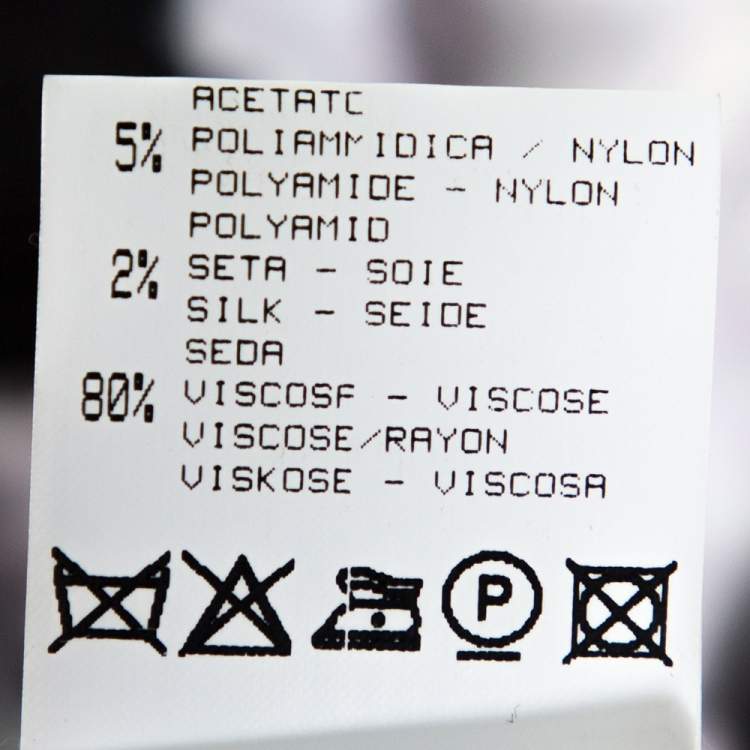 ACETATC
5% POLIAMMIDICA / NYLON
POLYAMIDE - NYLON
POLYAMID
2% SETA - SOIE
SILK - SEIDE
SEDA
80% VISCOSF - VISCOSE
VISCOSE/RAYON
VISKOSE - VISCOSA
P